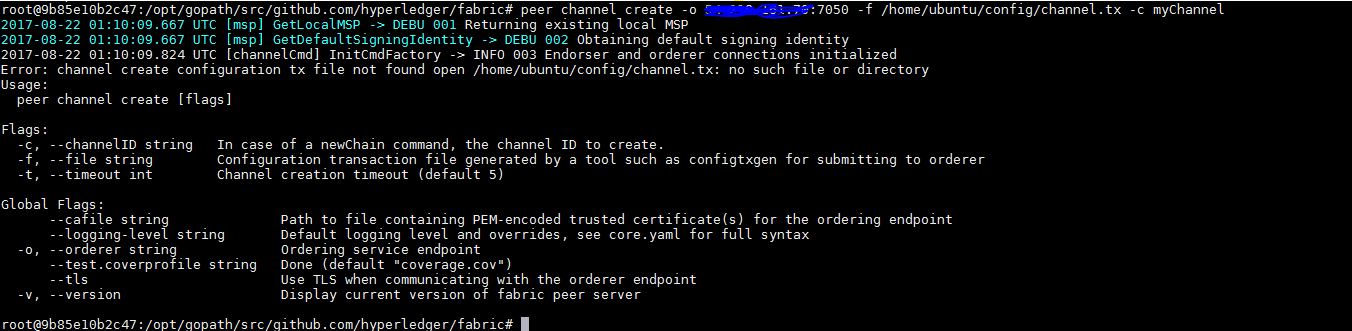 root@9b85e10b2c47:/opt/gopath/src/github.com/hyperledger/fabric# peer channel create -o :7050 -f /home/ubuntu/config/channel.tx -c myChannel
2017-08-22 01:10:09.667 UTC [msp] GetLocalMSP -> DEBU 001 Returning existing local MSP
2017-08-22 01:10:09.667 UTC [msp] GetDefaultSigningIdentity -> DEBU 002 Obtaining default signing identity
2017-08-22 01:10:09.824 UTC [channelCmd] InitCmdFactory -> INFO 003 Endorser and orderer connections initialized
Error: channel create configuration tx file not found open /home/ubuntu/config/channel.tx: no such file or directory
Usage:
  peer channel create [flags]

Flags:
  -c, --channelID string   In case of a newChain command, the channel ID to create.
  -f, --file string        Configuration transaction file generated by a tool such as configtxgen for submitting to orderer
  -t, --timeout int        Channel creation timeout (default 5)

Global Flags:
      --cafile string              Path to file containing PEM-encoded trusted certificate(s) for the ordering endpoint
      --logging-level string       Default logging level and overrides, see core.yaml for full syntax
  -o, --orderer string             Ordering service endpoint
      --test.coverprofile string   Done (default "coverage.cov")
      --tls                        Use TLS when communicating with the orderer endpoint
  -v, --version                    Display current version of fabric peer server

root@9b85e10b2c47:/opt/gopath/src/github.com/hyperledger/fabric#